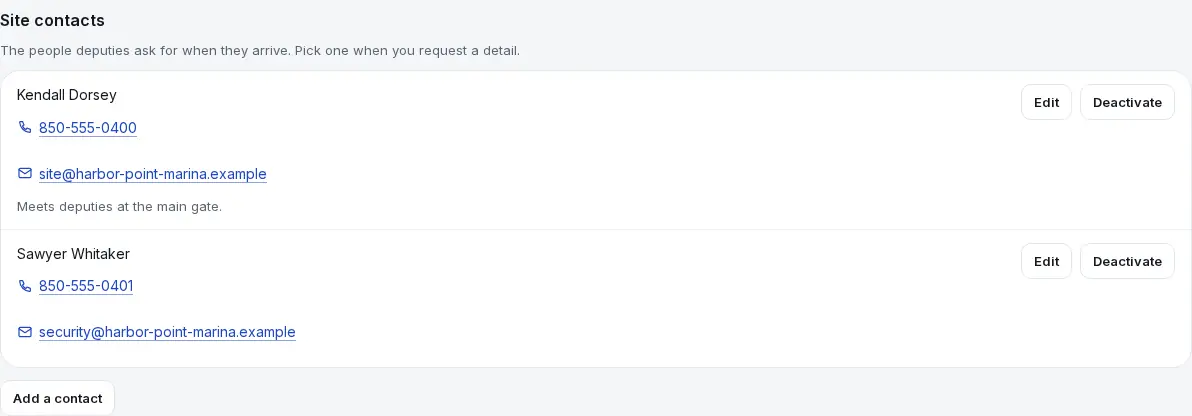 Site contacts
The people deputies ask for when they arrive. Pick one when you request a detail.
Kendall Dorsey
Edit
Deactivate
850-555-0400
site@harbor-point-marina.example
Meets deputies at the main gate.
Sawyer Whitaker
Edit
Deactivate
850-555-0401
security@harbor-point-marina.example
Add a contact